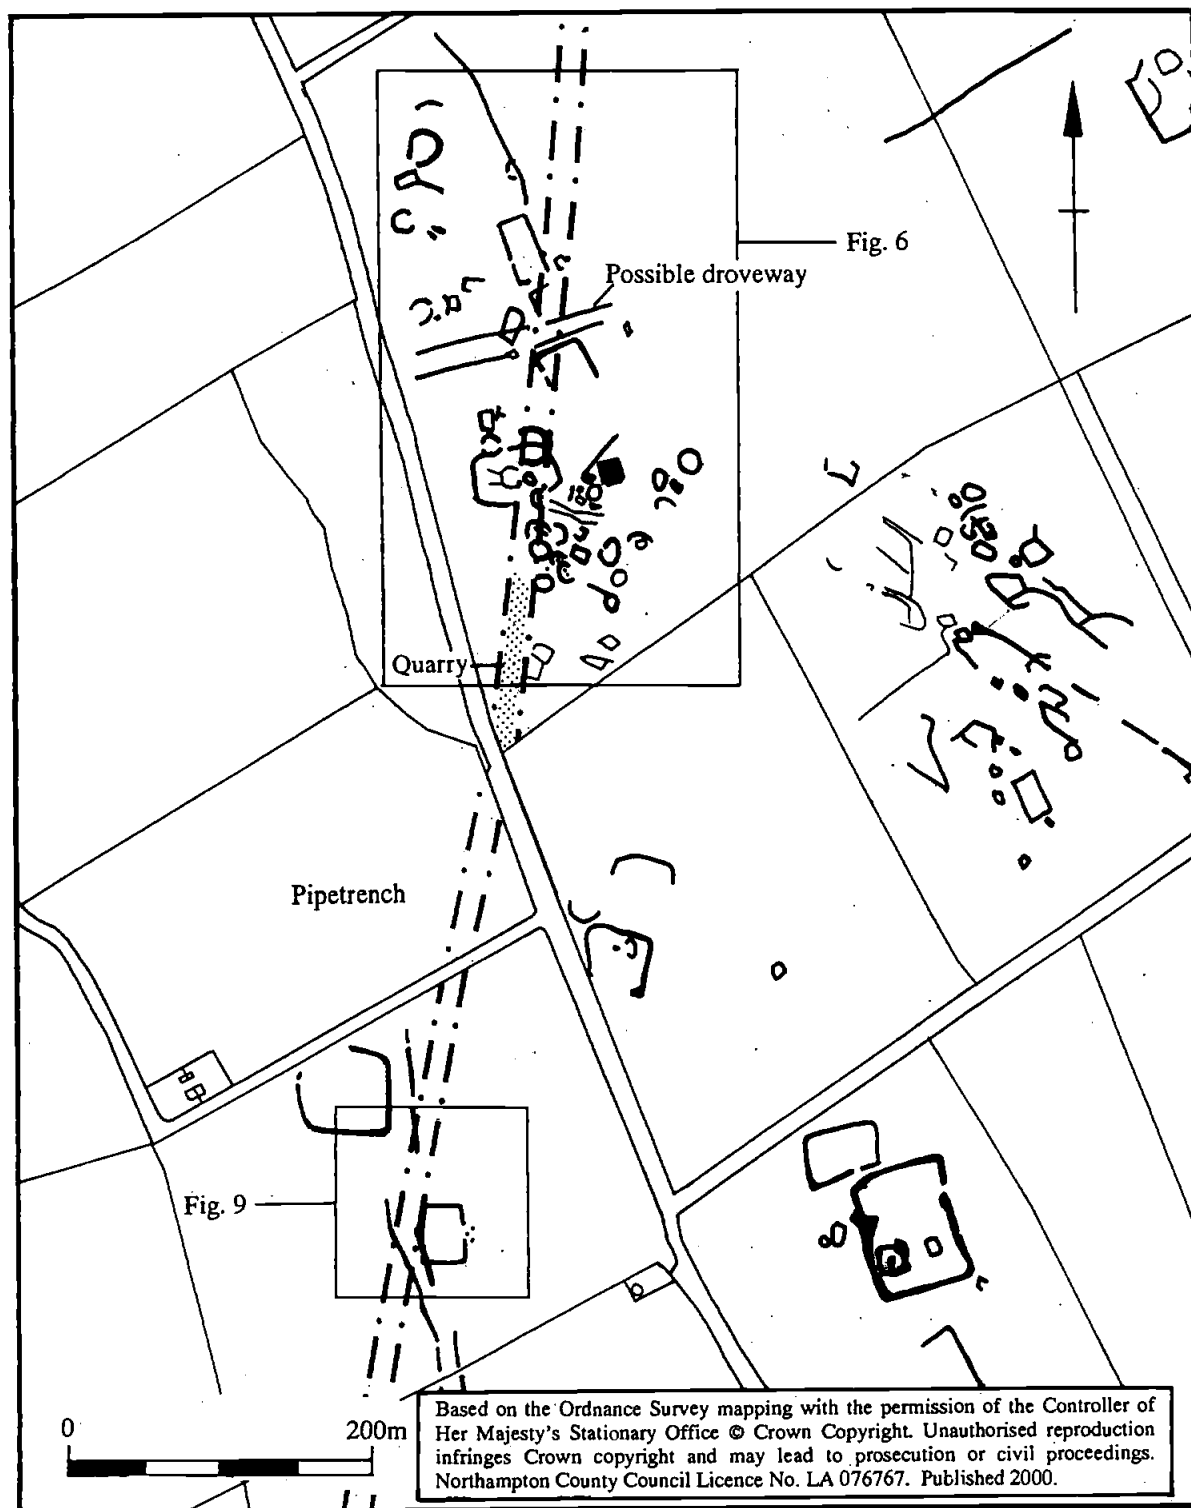 Fig. 6
Possible droveway
Quarry
Pipetrench
Fig. 9
0
200m
Based on the Ordnance Survey mapping with the permission of the Controller of
Her Majesty's Stationary Office © Crown Copyright. Unauthorised reproduction
infringes Crown copyright and may lead to prosecution or civil proceedings.
Northampton County Council Licence No. LA 076767. Published 2000.